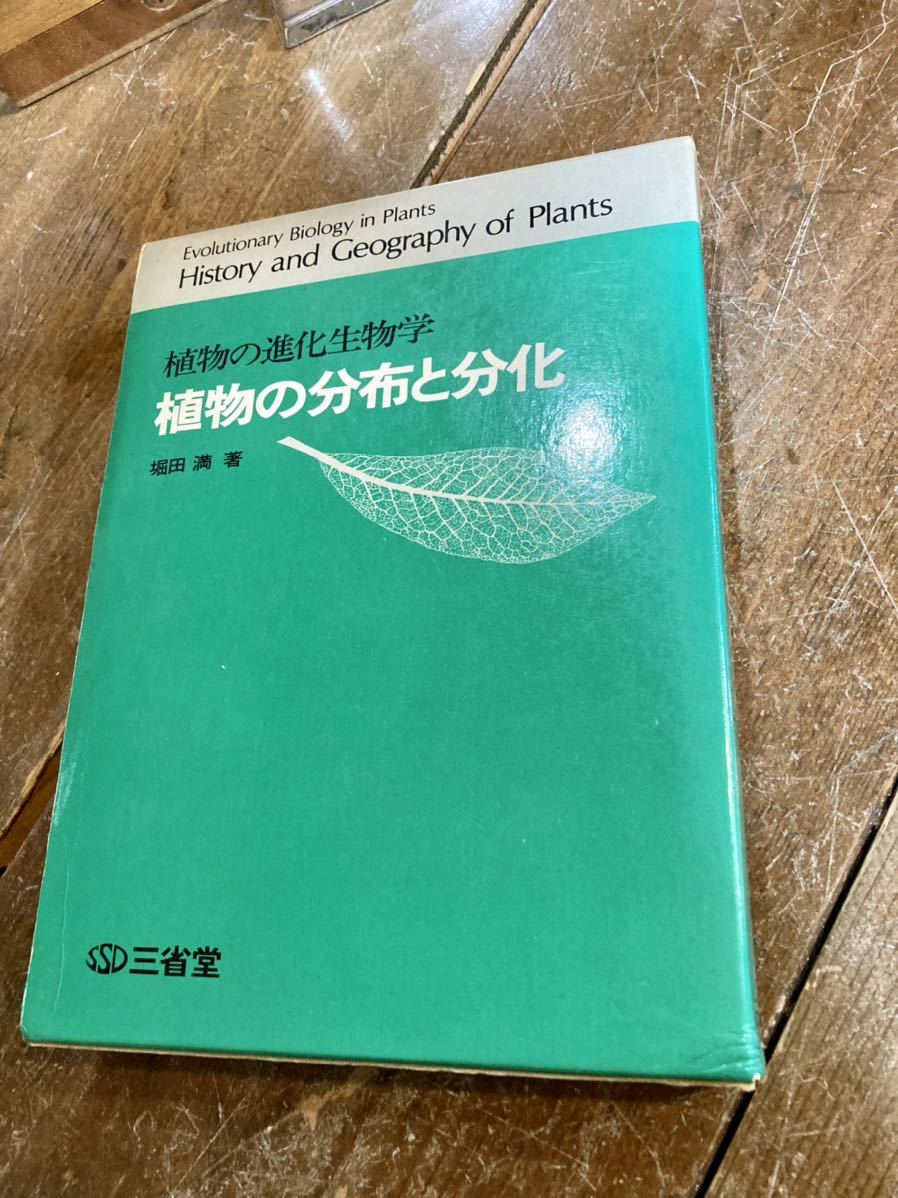 Evolutionary Biology in Plants
History and Geography of Plants
植物の進化生物学
植物の分布と分化
堀田 満 著
SSD三省堂